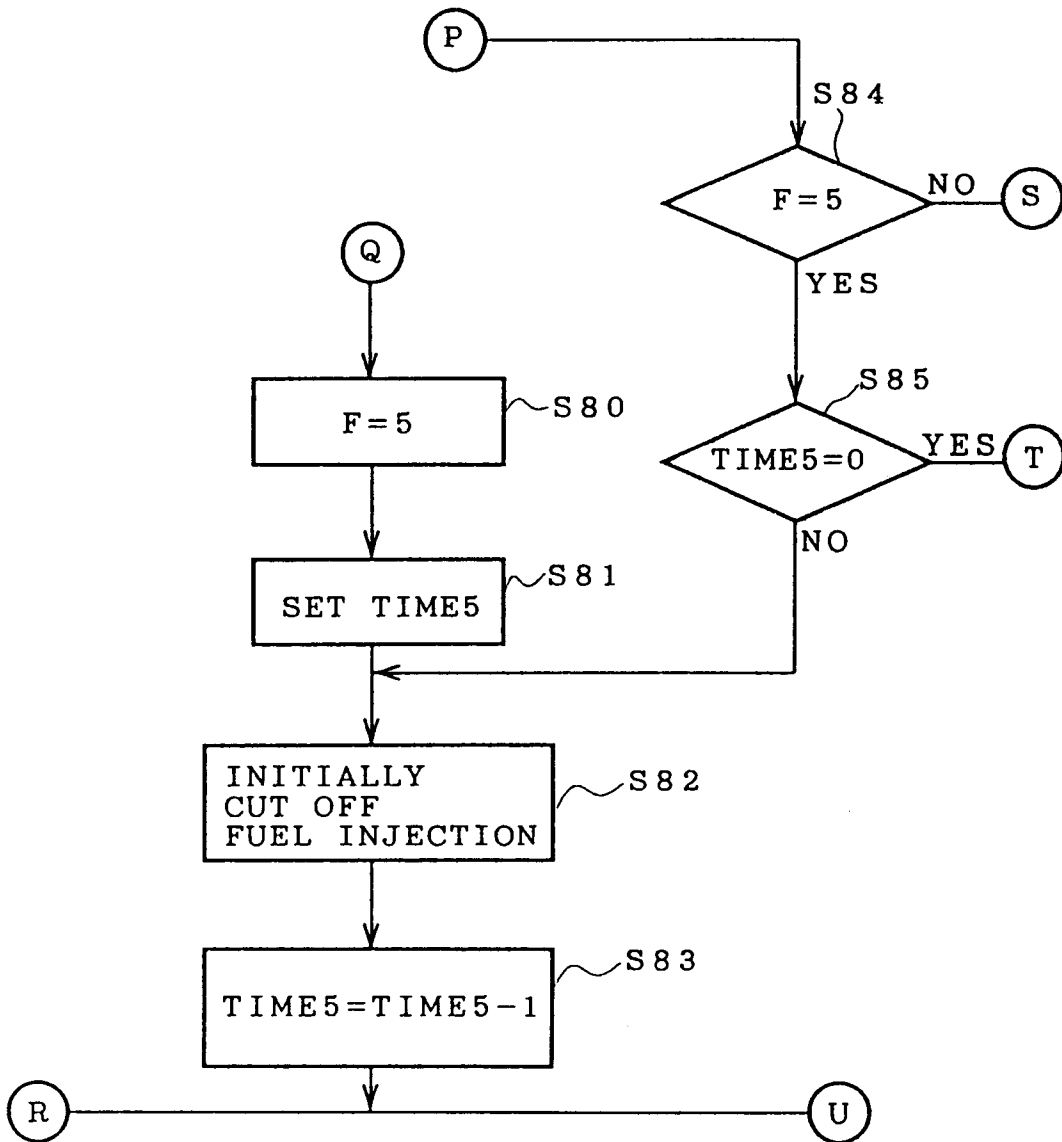 P
S84
F=5
NO
S
YES
Q
F=5
S80
S85
TIME5=0
YES
T
NO
SET TIME5
S81
INITIALLY
CUT OFF
FUEL INJECTION
S82
TIME5=TIME5-1
S83
R
U